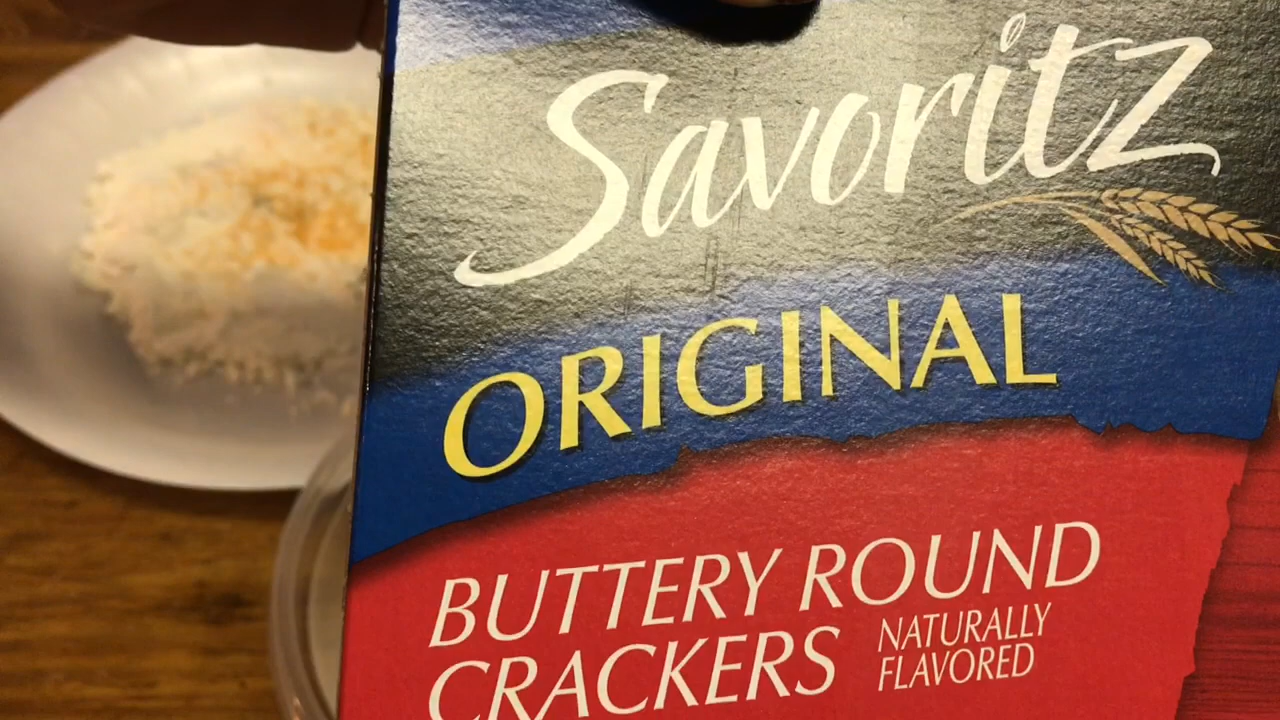 Savoritz
ORIGINAL
BUTTERY ROUND
CRACKERS
NATURALLY
FLAVORED